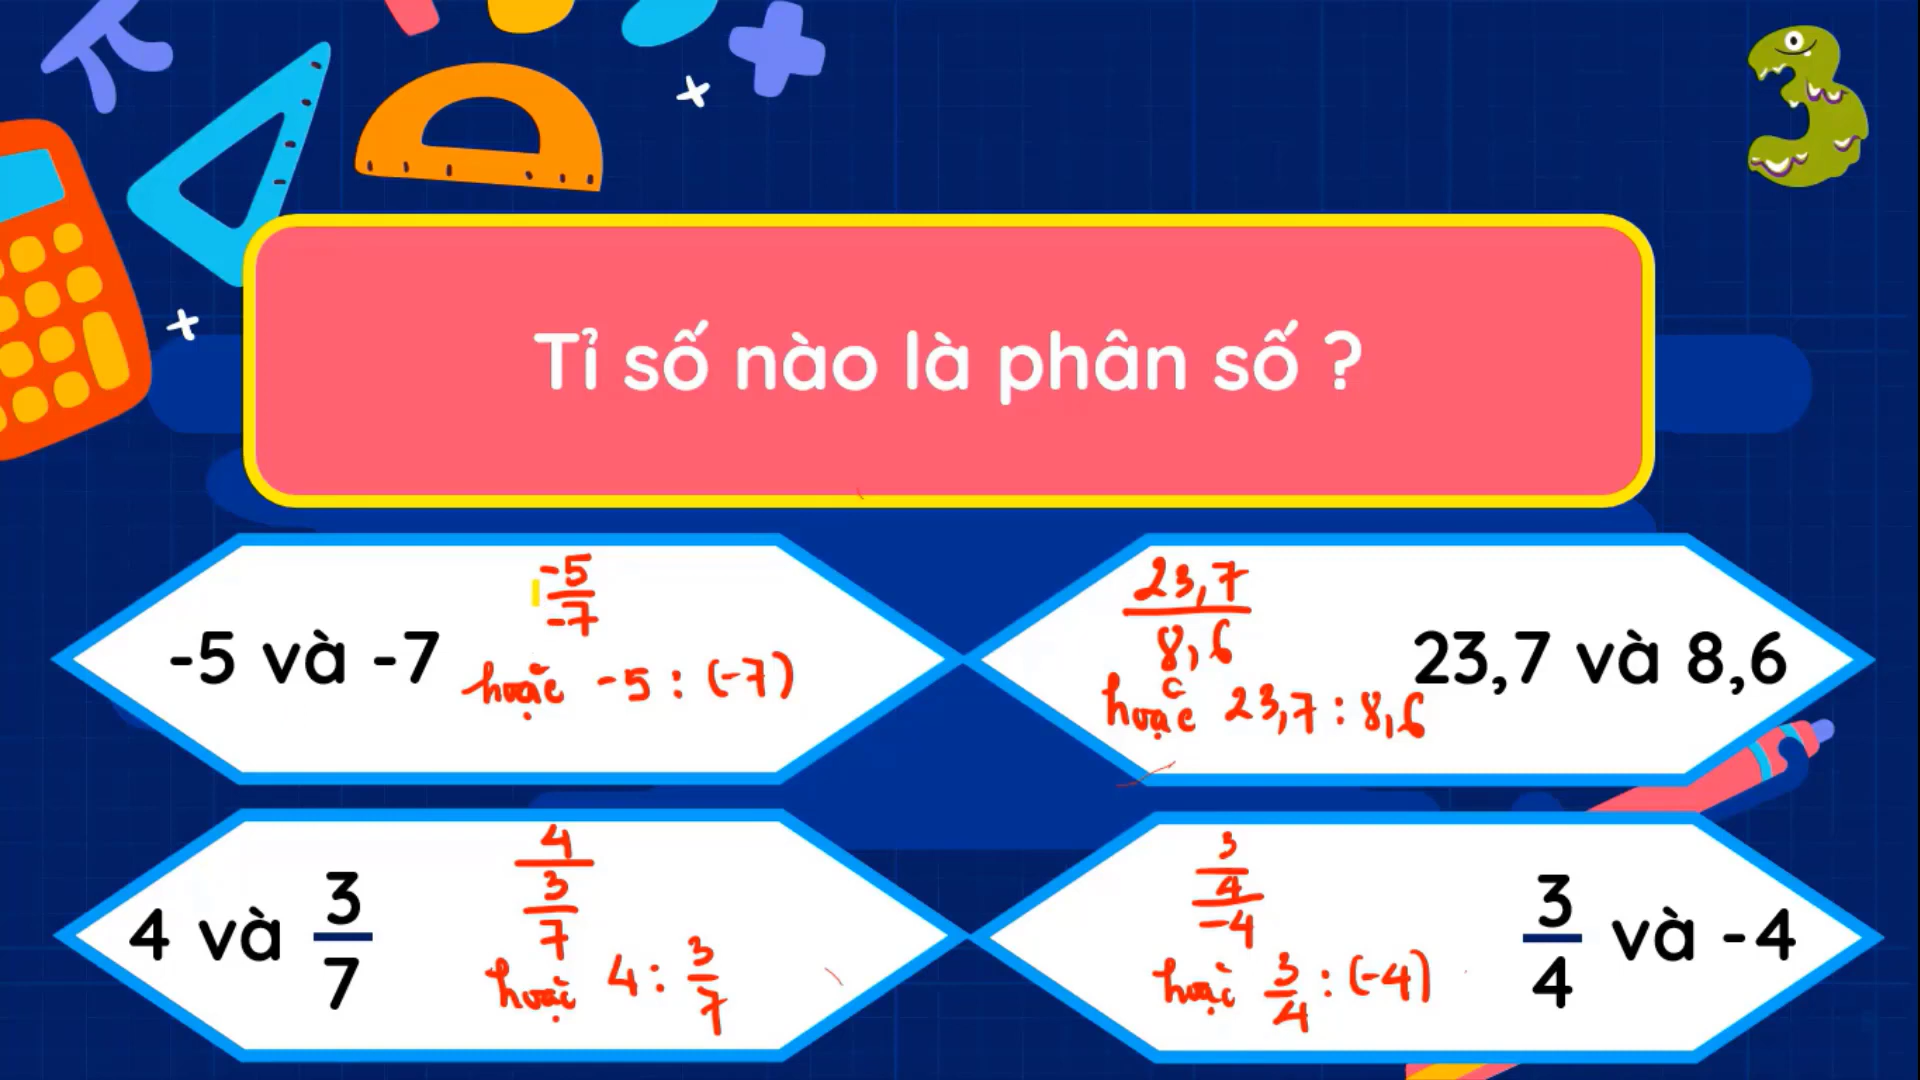 Tỉ số nào là phân số ?
-5 và -7
-5
-7
hoặc -5 : (-7)
23,7
8,6
hoặc 23,7 : 8,6
23,7 và 8,6
4 và 3/7
4
3
7
hoặc 4 : 3/7
3
4
-4
hoặc 3/4 : (-4)
3/4 và -4